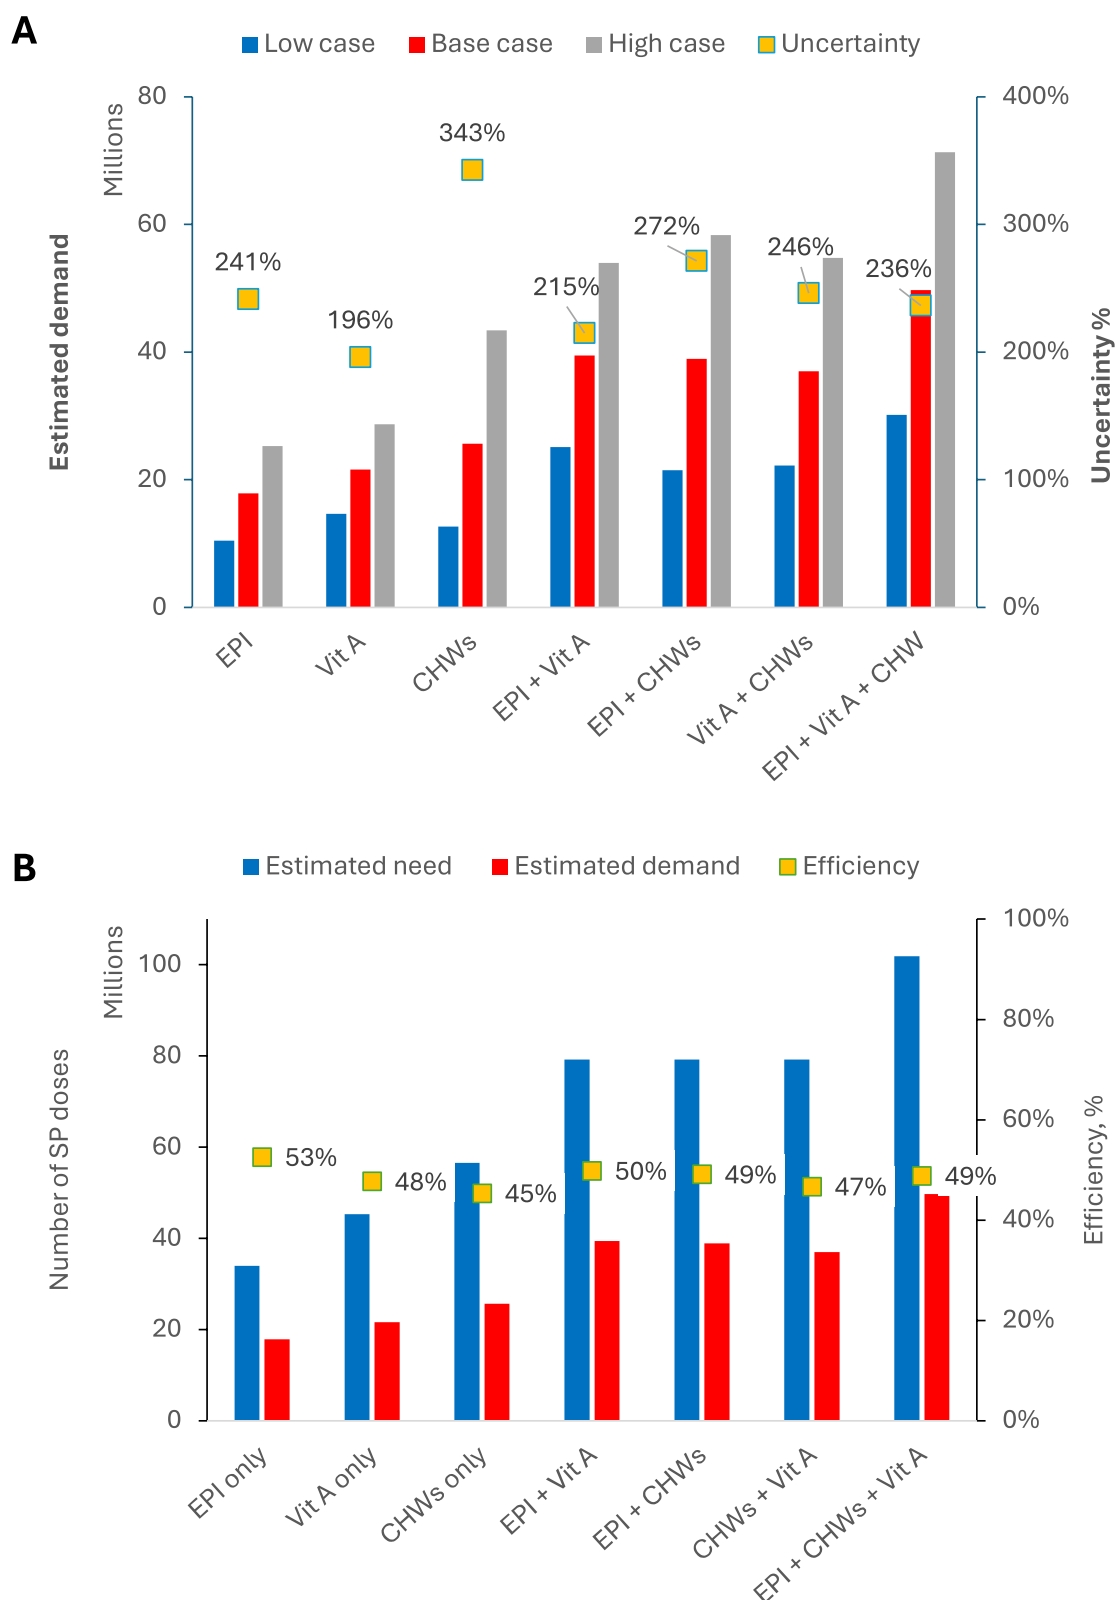 A
Low case
Base case
High case
Uncertainty
Millions
Estimated demand
80
60
40
20
0
400%
300%
200%
100%
0%
Uncertainty %
241%
196%
343%
215%
272%
246%
236%
EPI
Vit A
CHWs
EPI + Vit A
EPI + CHWs
Vit A + CHWs
EPI + Vit A + CHW
B
Estimated need
Estimated demand
Efficiency
Millions
Number of SP doses
100
80
60
40
20
0
100%
80%
60%
40%
20%
0%
Efficiency, %
53%
48%
45%
50%
49%
47%
49%
EPI only
Vit A only
CHWs only
EPI + Vit A
EPI + CHWs
CHWs + Vit A
EPI + CHWs + Vit A